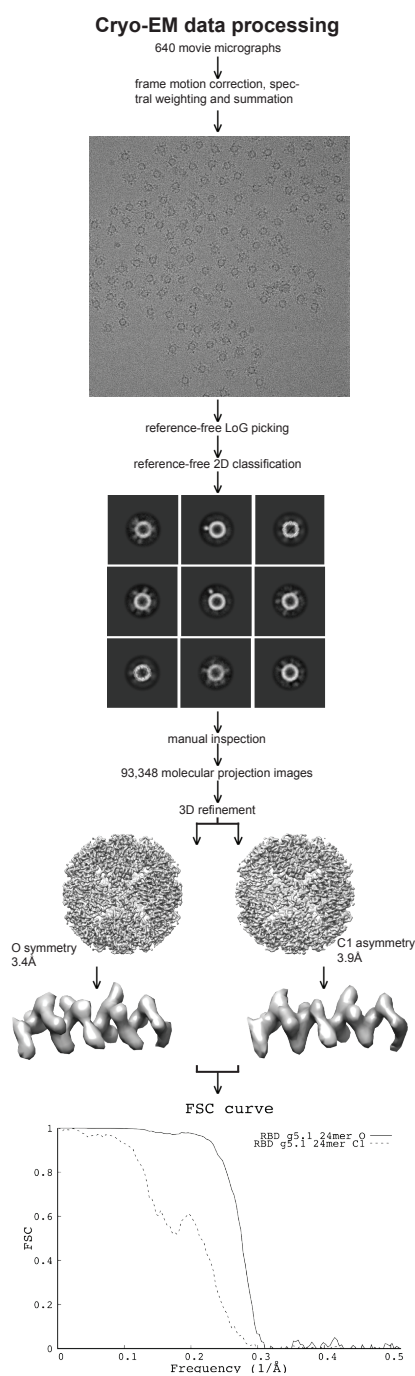 Cryo-EM data processing
640 movie micrographs
frame motion correction, spec-
tral weighting and summation
reference-free LoG picking
reference-free 2D classification
manual inspection
93,348 molecular projection images
3D refinement
O symmetry
3.4Å
C1 asymmetry
3.9Å
FSC curve
RBD g5.1 24mer O
RBD g5.1 24mer C1
1
0.8
0.6
0.4
0.2
0
FSC
0 0.1 0.2 0.3 0.4 0.5
Frequency (1/Å)